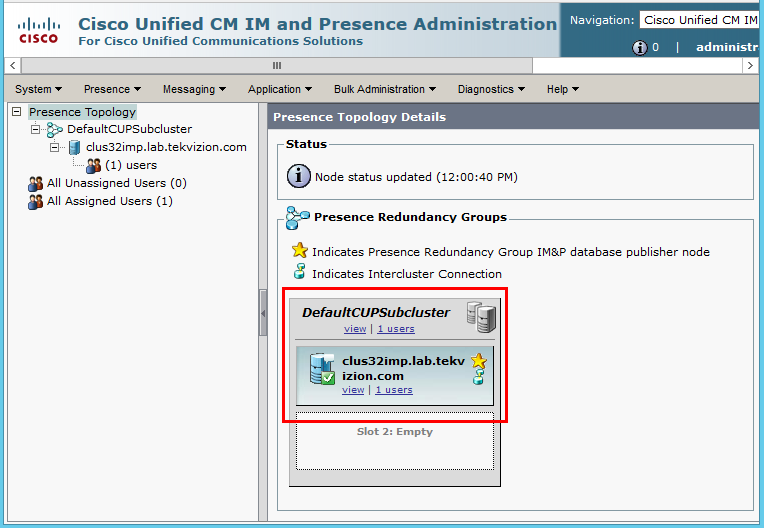 CISCO
Cisco Unified CM IM and Presence Administration
For Cisco Unified Communications Solutions
Navigation: Cisco Unified CM IM
0 | administr
System Presence Messaging Application Bulk Administration Diagnostics Help
Presence Topology
DefaultCUPSubcluster
clus32imp.lab.tekvizion.com
(1) users
All Unassigned Users (0)
All Assigned Users (1)
Presence Topology Details
Status
Node status updated (12:00:40 PM)
Presence Redundancy Groups
Indicates Presence Redundancy Group IM&P database publisher node
Indicates Intercluster Connection
DefaultCUPSubcluster
view | 1 users
clus32imp.lab.tekv
izion.com
view | 1 users
Slot 2: Empty